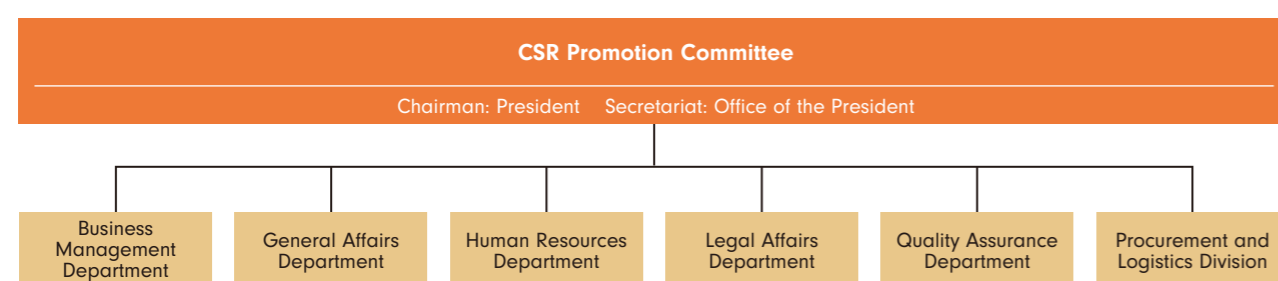 CSR Promotion Committee
Chairman: President    Secretariat: Office of the President
Business
Management
Department
General Affairs
Department
Human Resources
Department
Legal Affairs
Department
Quality Assurance
Department
Procurement and
Logistics Division